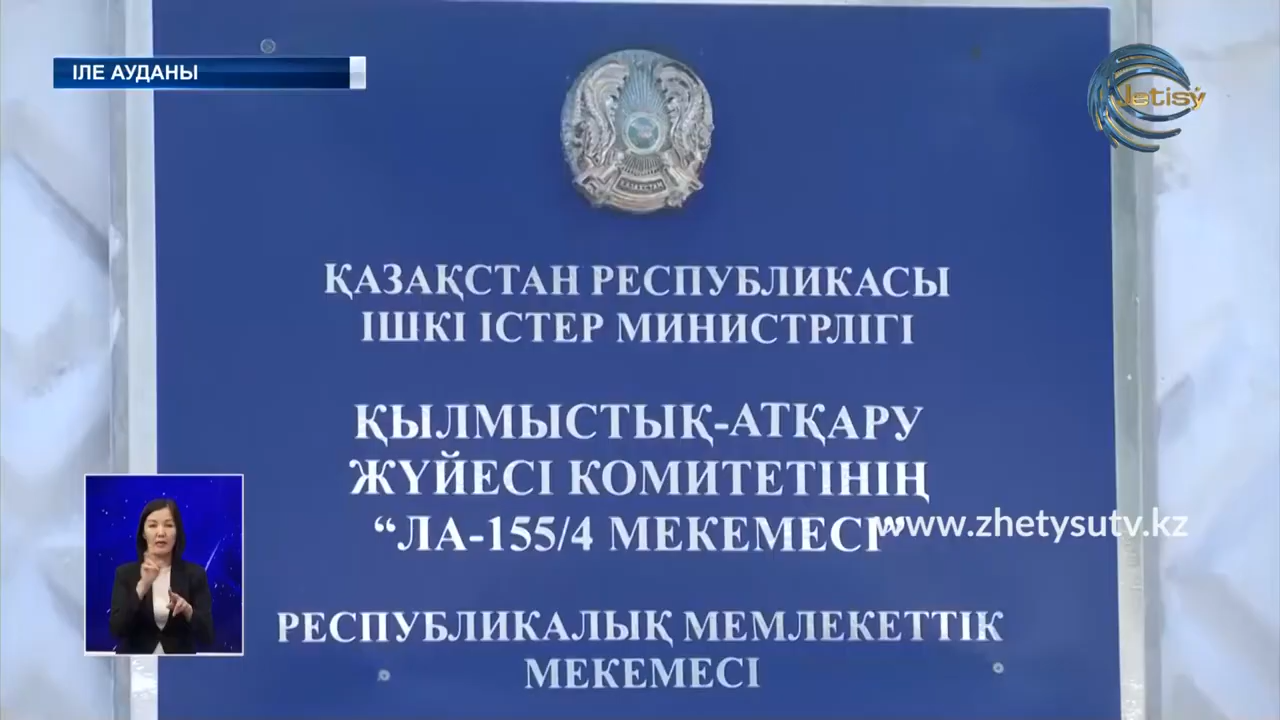 ІЛЕ АУДАНЫ
Jetisý
ҚАЗАҚСТАН
ҚАЗАҚСТАН РЕСПУБЛИКАСЫ
ІШКІ ІСТЕР МИНИСТРЛІГІ
ҚЫЛМЫСТЫҚ-АТҚАРУ
ЖҮЙЕСІ КОМИТЕТІНІҢ
“ЛА-155/4 МЕКЕМЕСІ”
www.zhetysutv.kz
РЕСПУБЛИКАЛЫҚ МЕМЛЕКЕТТІК
МЕКЕМЕСІ